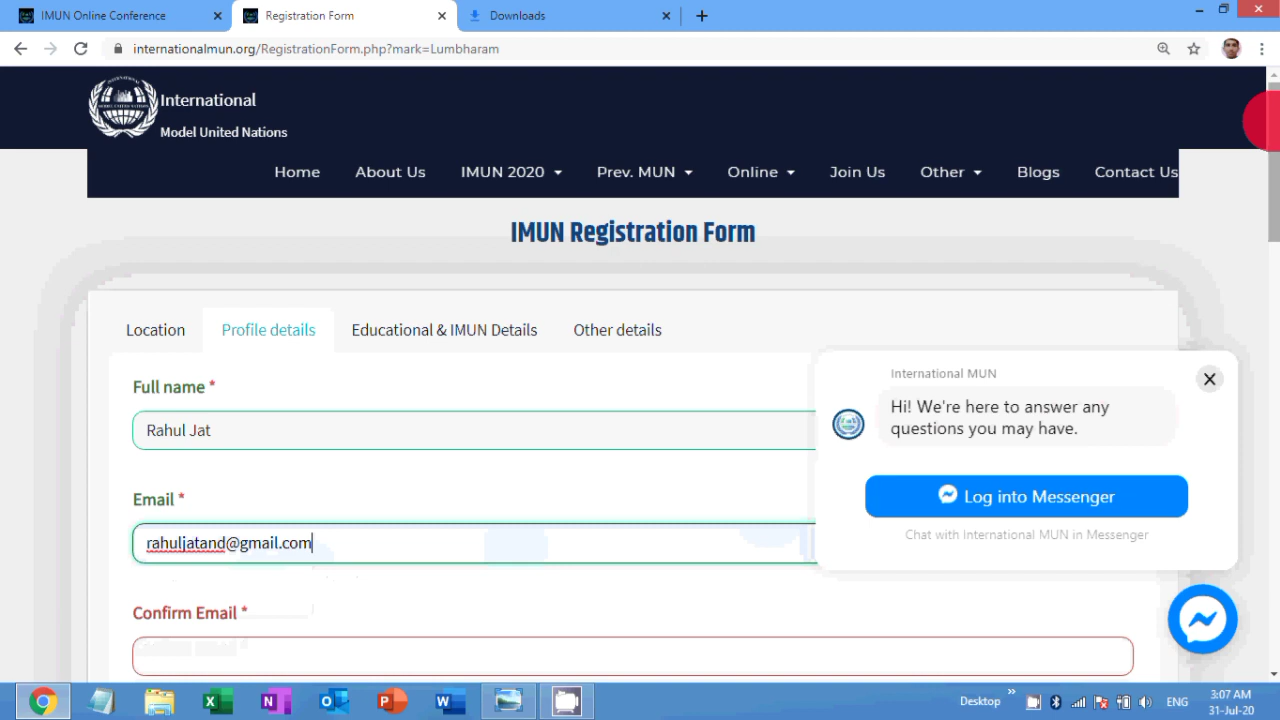 IMUN Online Conference
Registration Form
Downloads
internationalmun.org/RegistrationForm.php?mark=Lumbharam
International
Model United Nations
Home About Us IMUN 2020 Prev. MUN Online Join Us Other Blogs Contact Us
IMUN Registration Form
Location Profile details Educational & IMUN Details Other details
Full name *
Rahul Jat
Email *
rahuljatand@gmail.com
Confirm Email *
International MUN
Hi! We're here to answer any
questions you may have.
Log into Messenger
Chat with International MUN in Messenger
Desktop ENG
3:07 AM
31-Jul-20